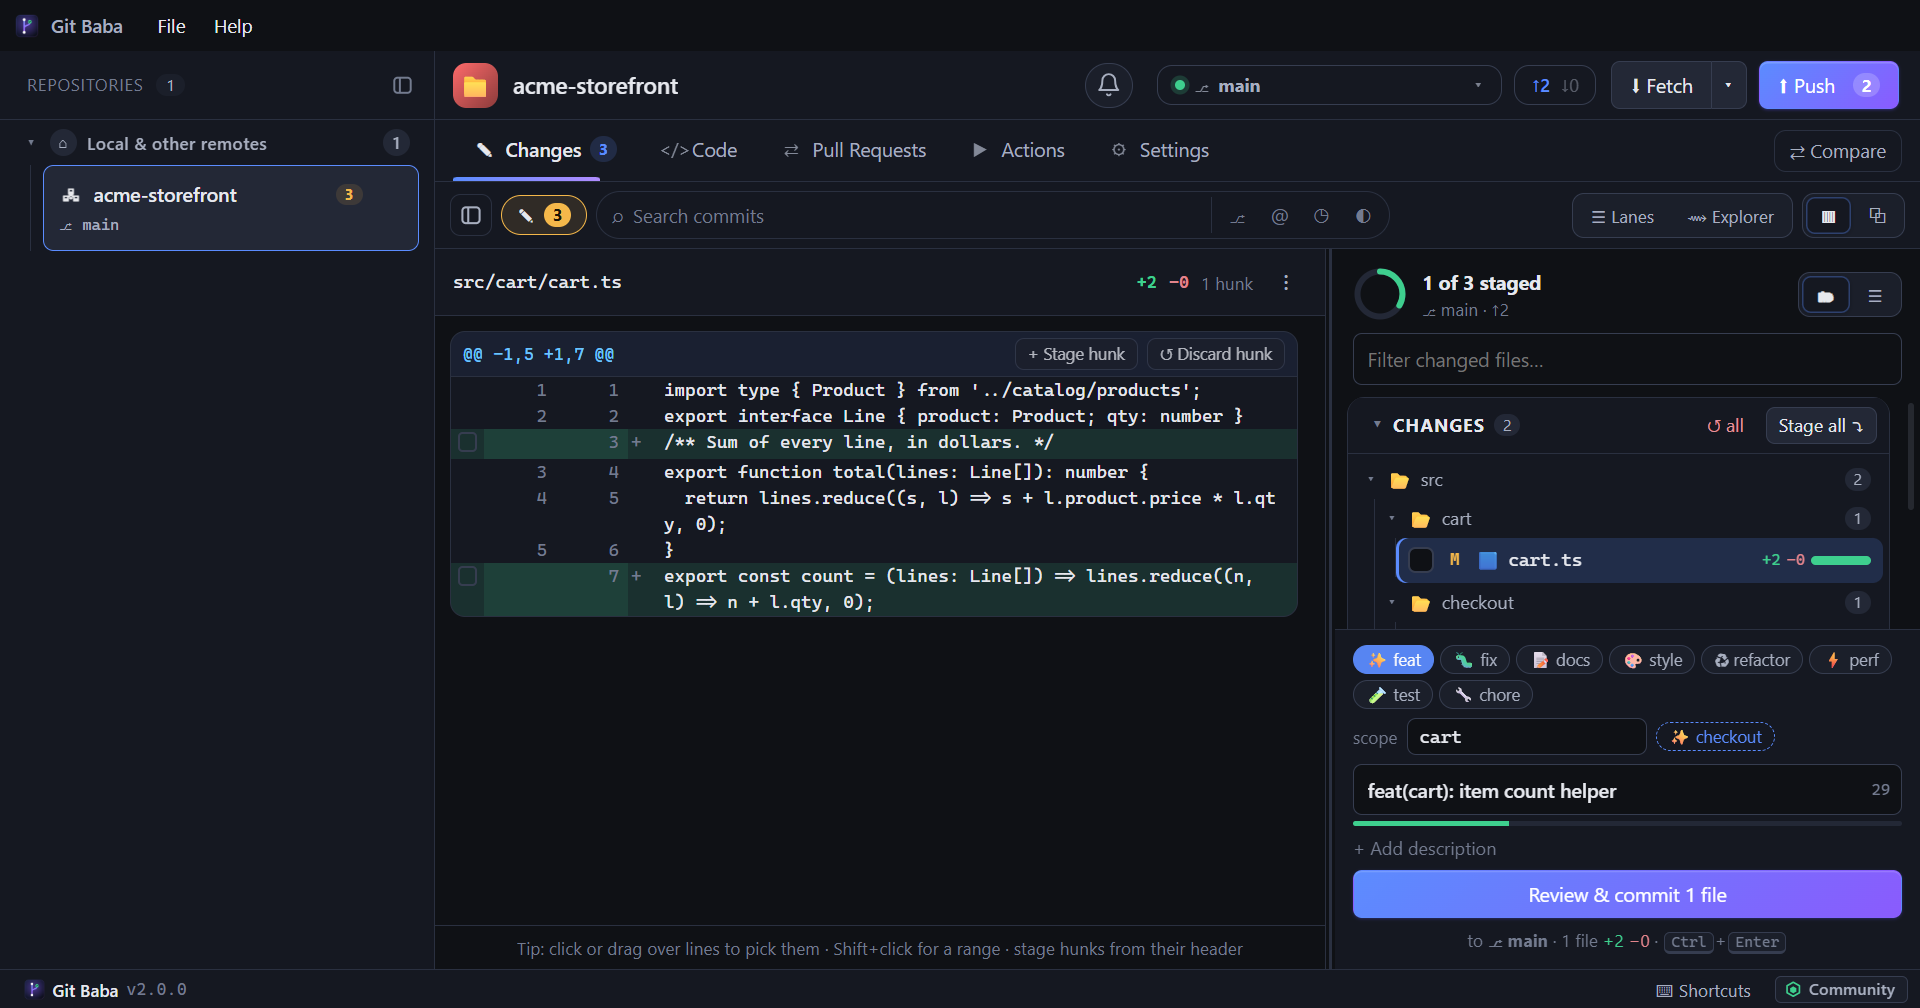 Git Baba File Help
REPOSITORIES 1
acme-storefront
main
↑2 ↓0
Fetch
Push 2
Local & other remotes 1
acme-storefront 3
main
Changes 3
</> Code
Pull Requests
Actions
Settings
Compare
3
Search commits
@
Lanes
Explorer
src/cart/cart.ts
+2 −0 1 hunk
@@ −1,5 +1,7 @@
+ Stage hunk
Discard hunk
1 1 import type { Product } from '../catalog/products';
2 2 export interface Line { product: Product; qty: number }
3 + /** Sum of every line, in dollars. */
3 4 export function total(lines: Line[]): number {
4 5 return lines.reduce((s, l) => s + l.product.price * l.qt
y, 0);
5 6 }
7 + export const count = (lines: Line[]) => lines.reduce((n,
l) => n + l.qty, 0);
Tip: click or drag over lines to pick them · Shift+click for a range · stage hunks from their header
1 of 3 staged
main · ↑2
Filter changed files...
CHANGES 2
all
Stage all
src 2
cart 1
M cart.ts +2 −0
checkout 1
feat fix docs style refactor perf
test chore
scope cart checkout
feat(cart): item count helper 29
+ Add description
Review & commit 1 file
to main · 1 file +2 −0 · Ctrl + Enter
Git Baba v2.0.0
Shortcuts
Community